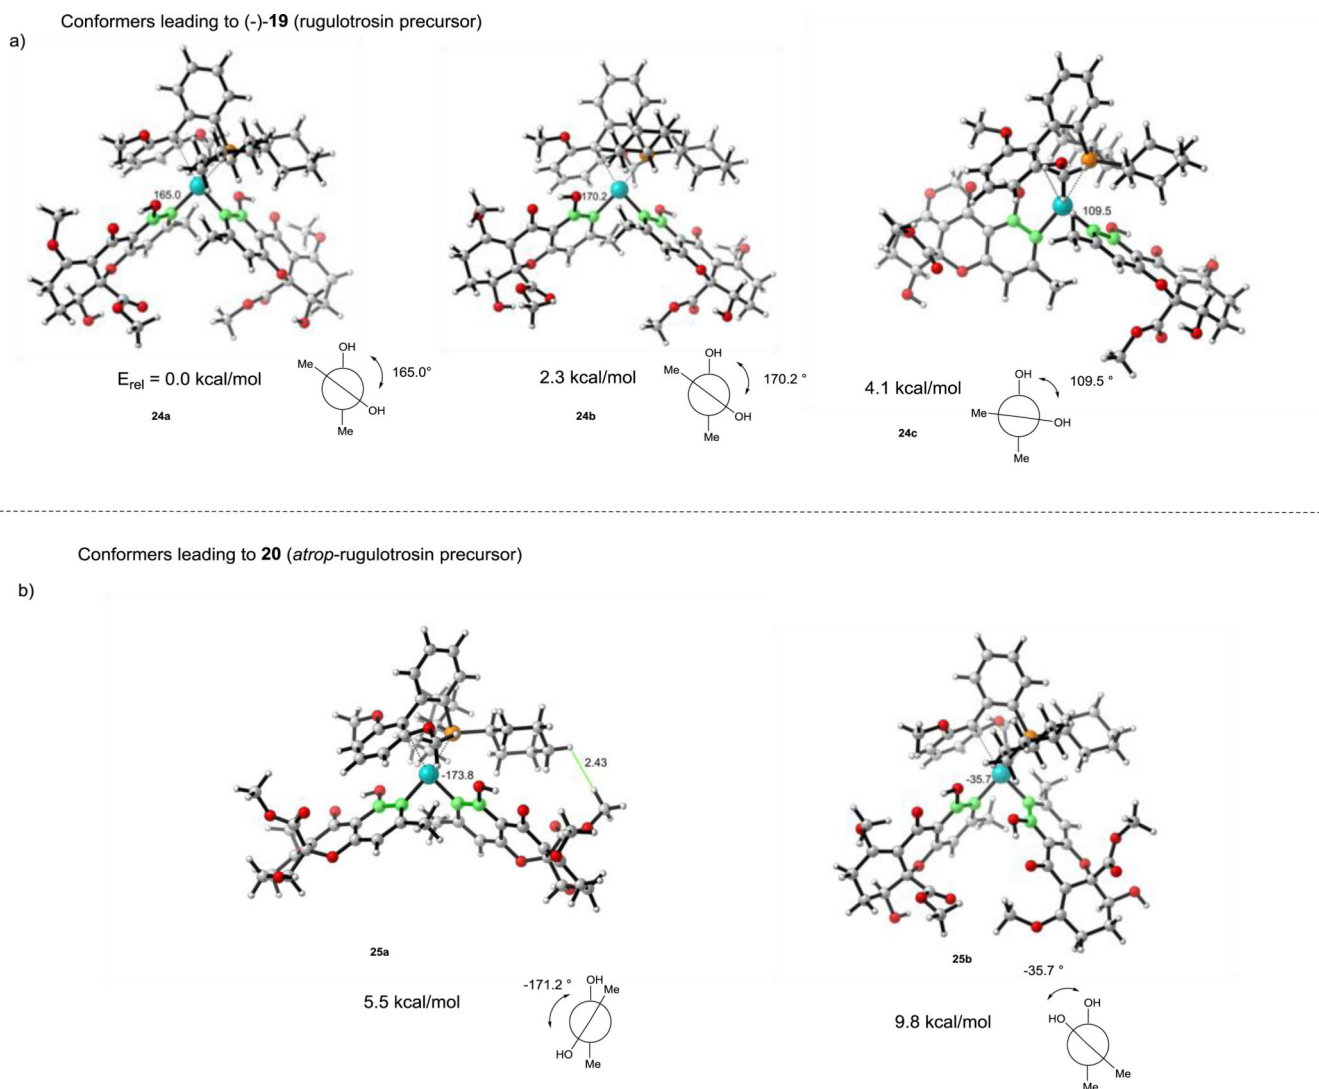 Conformers leading to (-)-19 (rugulotrosin precursor)
a)
165.0
170.2
109.5
E_rel = 0.0 kcal/mol
24a
OH
Me
165.0°
OH
Me
2.3 kcal/mol
24b
OH
Me
170.2 °
OH
Me
4.1 kcal/mol
24c
OH
109.5 °
Me
OH
Me
Conformers leading to 20 (atrop-rugulotrosin precursor)
b)
2.43
-173.8
-35.7
25a
5.5 kcal/mol
-171.2 °
OH
Me
HO
Me
25b
9.8 kcal/mol
-35.7 °
OH
HO
Me
Me